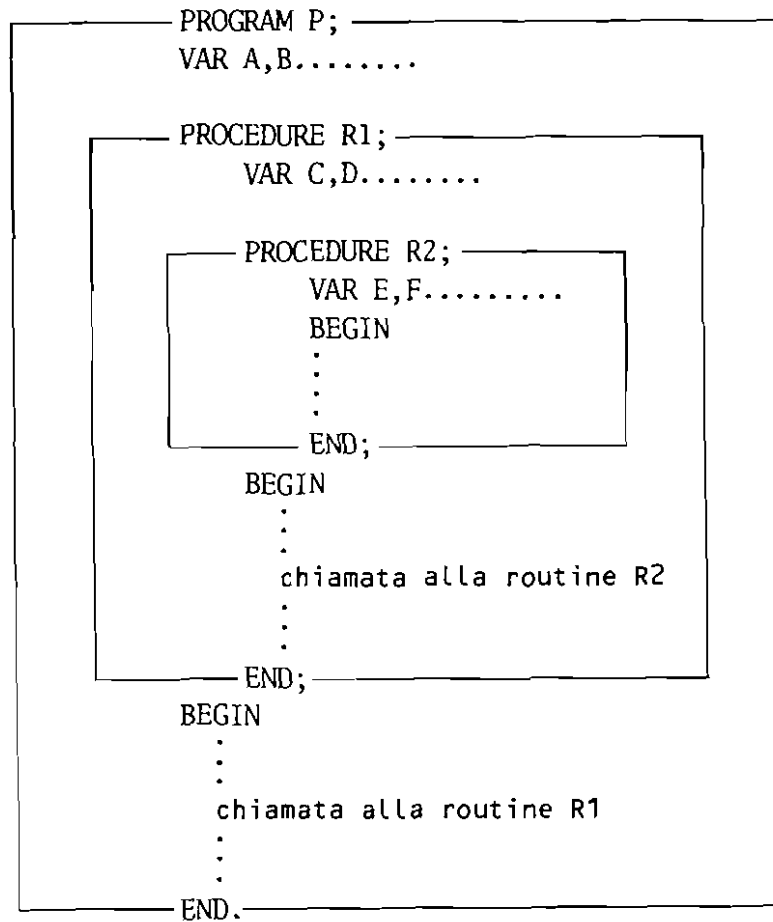 PROGRAM P;
VAR A,B........
PROCEDURE R1;
VAR C,D........
PROCEDURE R2;
VAR E,F.........
BEGIN
.
.
.
END;
BEGIN
.
.
.
chiamata alla routine R2
.
.
.
END;
BEGIN
.
.
.
chiamata alla routine R1
.
.
.
END.